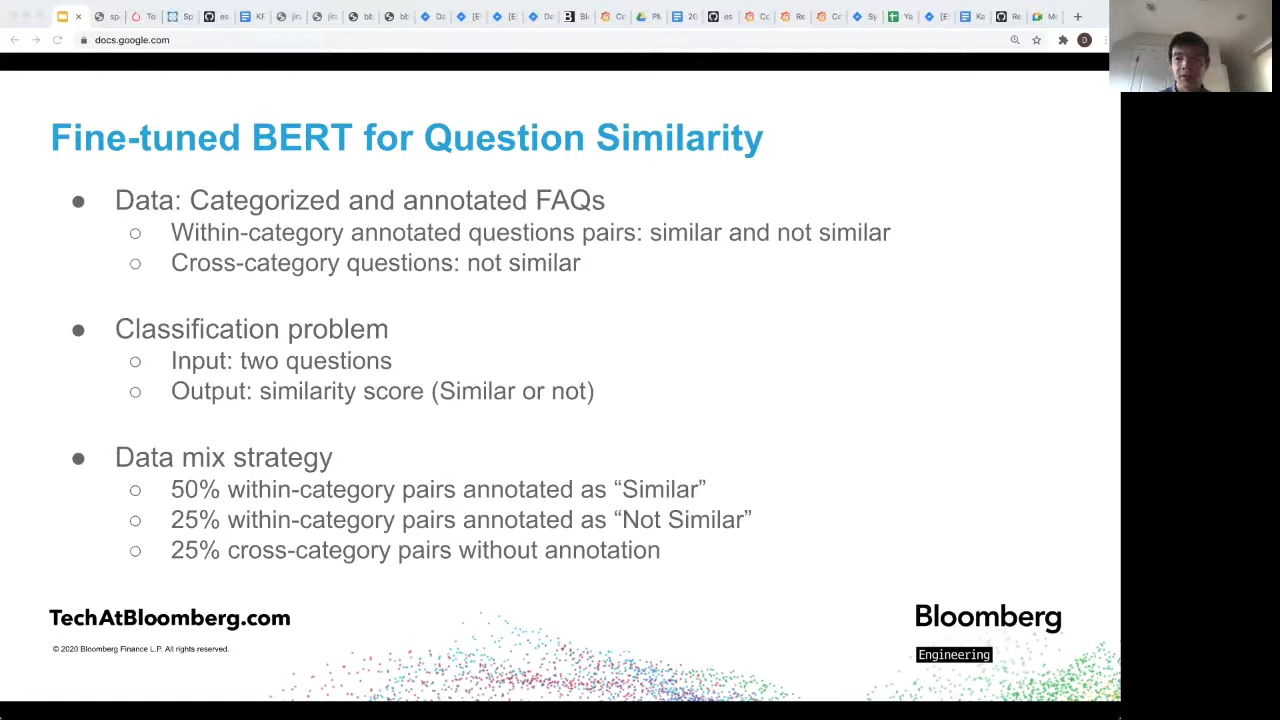 docs.google.com
Fine-tuned BERT for Question Similarity
● Data: Categorized and annotated FAQs
○ Within-category annotated questions pairs: similar and not similar
○ Cross-category questions: not similar
● Classification problem
○ Input: two questions
○ Output: similarity score (Similar or not)
● Data mix strategy
○ 50% within-category pairs annotated as “Similar”
○ 25% within-category pairs annotated as “Not Similar”
○ 25% cross-category pairs without annotation
TechAtBloomberg.com
© 2020 Bloomberg Finance L.P. All rights reserved.
Bloomberg
Engineering